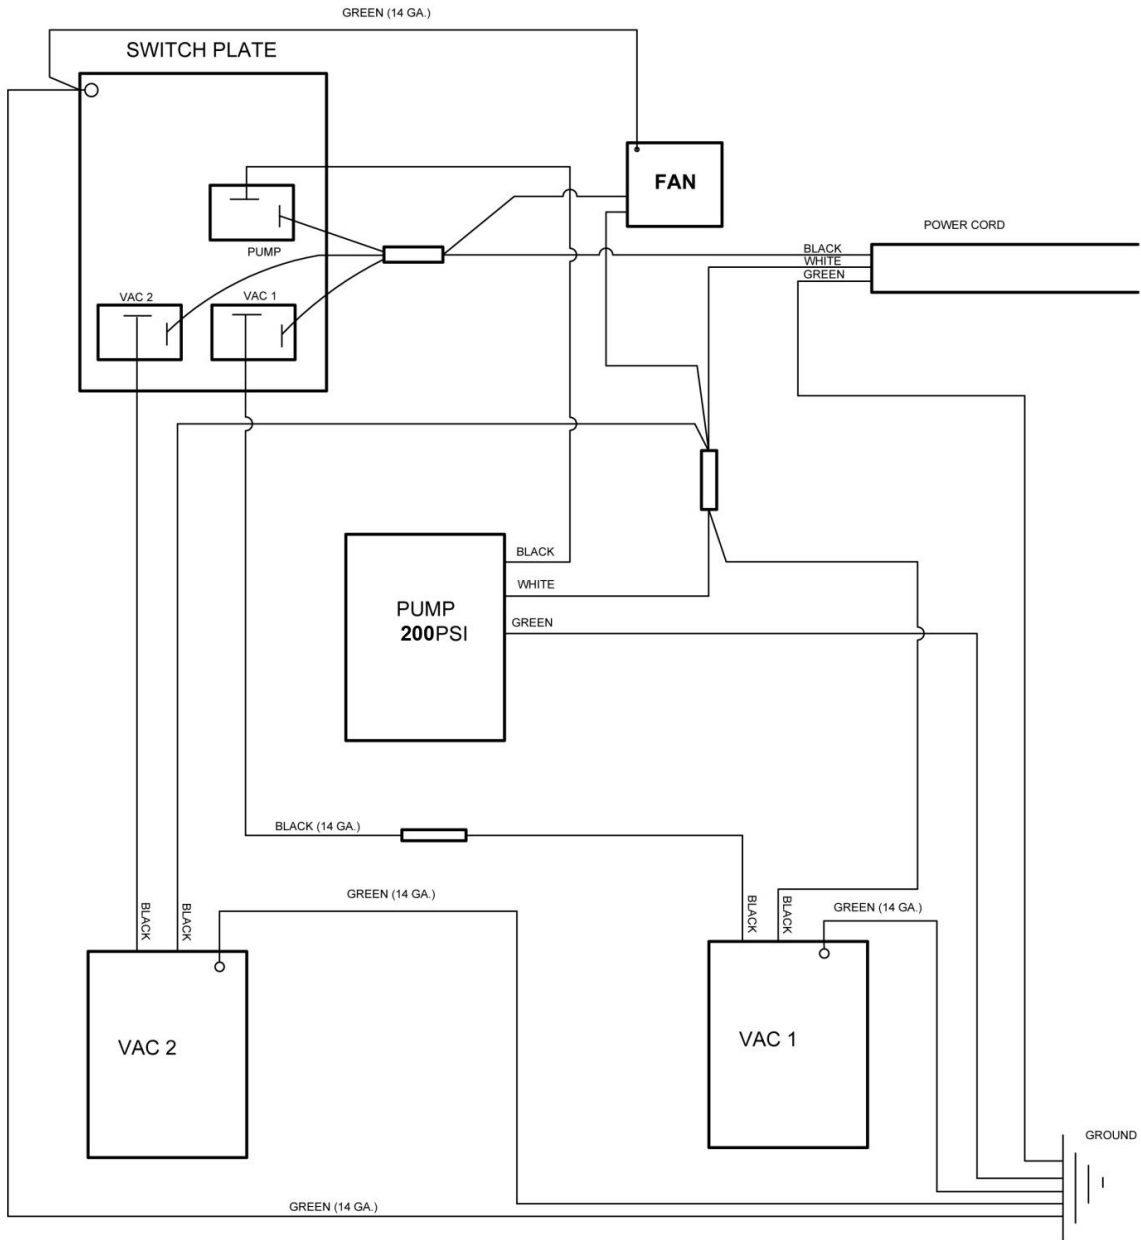 GREEN (14 GA.)
SWITCH PLATE
FAN
POWER CORD
BLACK
WHITE
GREEN
PUMP
VAC 2
VAC 1
BLACK
WHITE
PUMP
200PSI
GREEN
BLACK (14 GA.)
GREEN (14 GA.)
BLACK
BLACK
BLACK
BLACK
GREEN (14 GA.)
VAC 2
VAC 1
GROUND
GREEN (14 GA.)